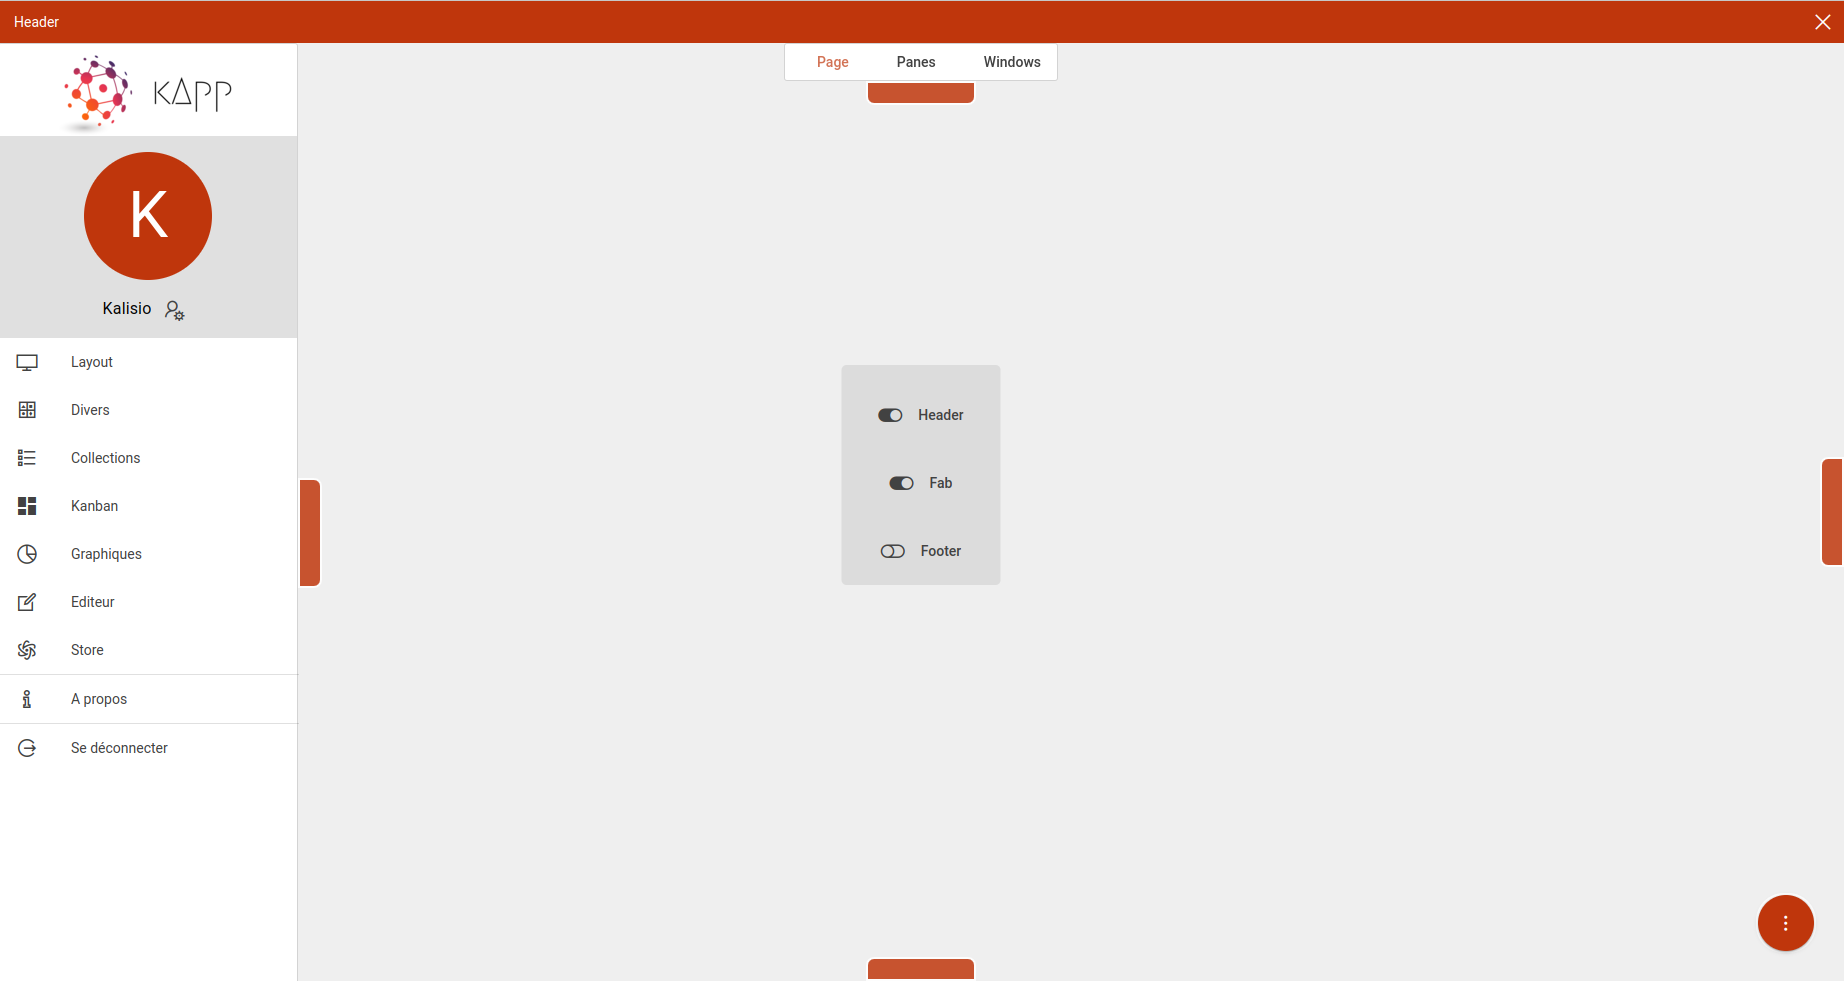 Header
KAPP
Page Panes Windows
K
Kalisio
Layout
Divers
Collections
Kanban
Graphiques
Editeur
Store
A propos
Se déconnecter
Header
Fab
Footer